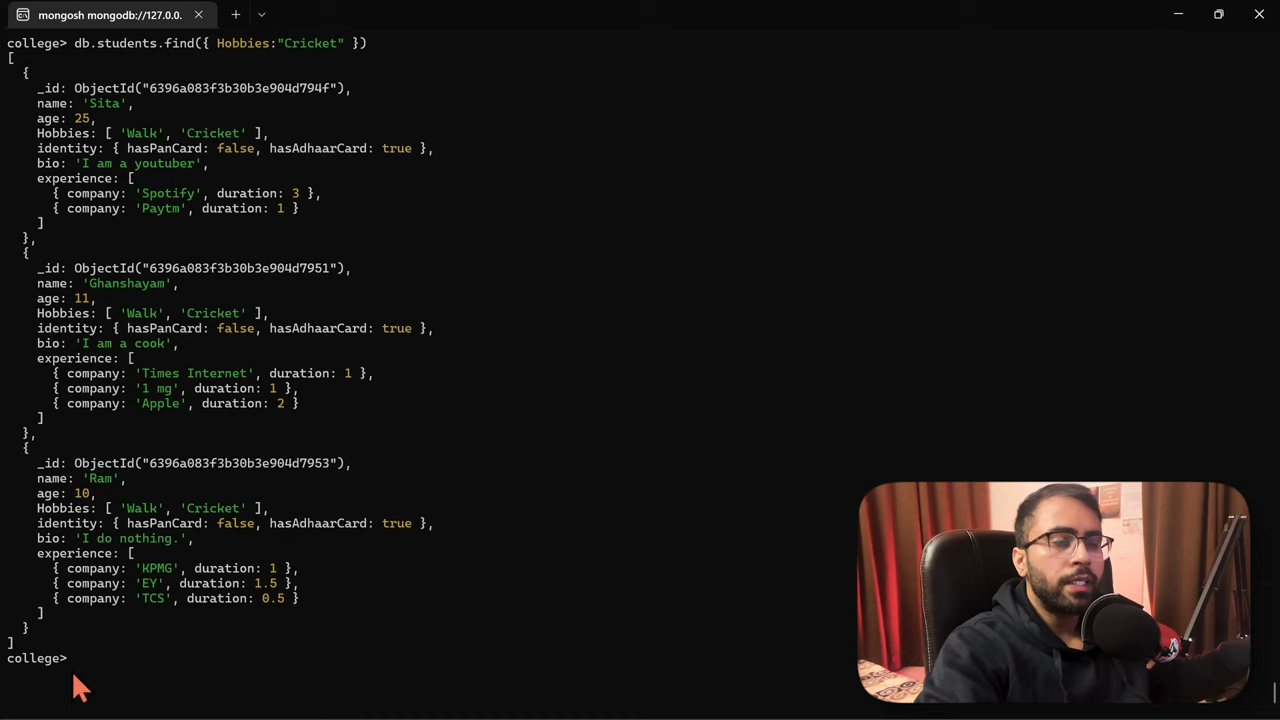 mongosh mongodb://127.0.0.
college> db.students.find({ Hobbies:"Cricket" })
[
  {
    _id: ObjectId("6396a083f3b30b3e904d794f"),
    name: 'Sita',
    age: 25,
    Hobbies: [ 'Walk', 'Cricket' ],
    identity: { hasPanCard: false, hasAdhaarCard: true },
    bio: 'I am a youtuber',
    experience: [
      { company: 'Spotify', duration: 3 },
      { company: 'Paytm', duration: 1 }
    ]
  },
  {
    _id: ObjectId("6396a083f3b30b3e904d7951"),
    name: 'Ghanshayam',
    age: 11,
    Hobbies: [ 'Walk', 'Cricket' ],
    identity: { hasPanCard: false, hasAdhaarCard: true },
    bio: 'I am a cook',
    experience: [
      { company: 'Times Internet', duration: 1 },
      { company: '1 mg', duration: 1 },
      { company: 'Apple', duration: 2 }
    ]
  },
  {
    _id: ObjectId("6396a083f3b30b3e904d7953"),
    name: 'Ram',
    age: 10,
    Hobbies: [ 'Walk', 'Cricket' ],
    identity: { hasPanCard: false, hasAdhaarCard: true },
    bio: 'I do nothing.',
    experience: [
      { company: 'KPMG', duration: 1 },
      { company: 'EY', duration: 1.5 },
      { company: 'TCS', duration: 0.5 }
    ]
  }
]
college>